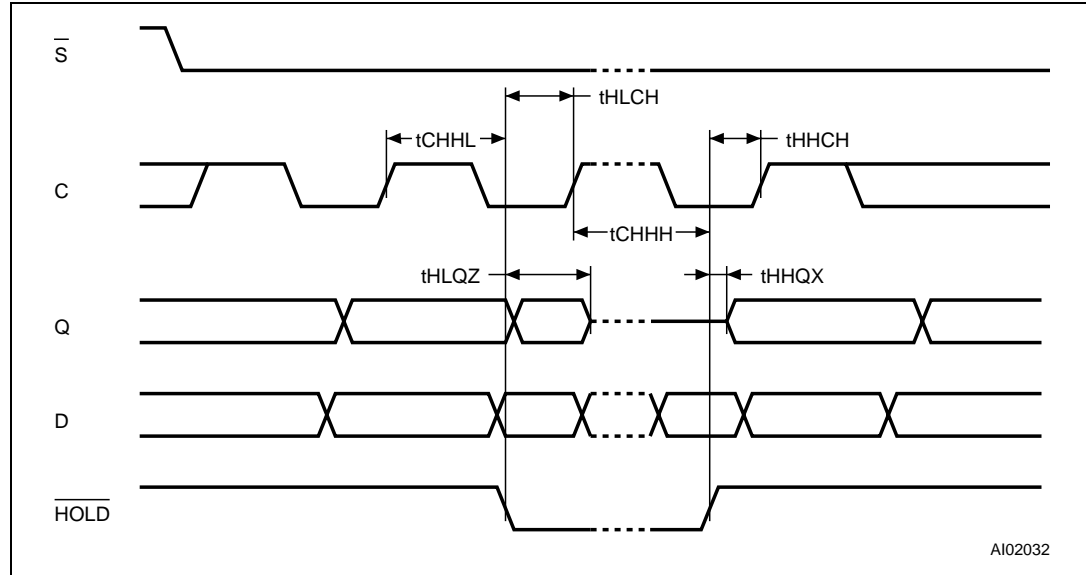 S
tHLCH
tCHHL
tHHCH
C
tCHHH
tHLQZ
tHHQX
Q
D
HOLD
AI02032